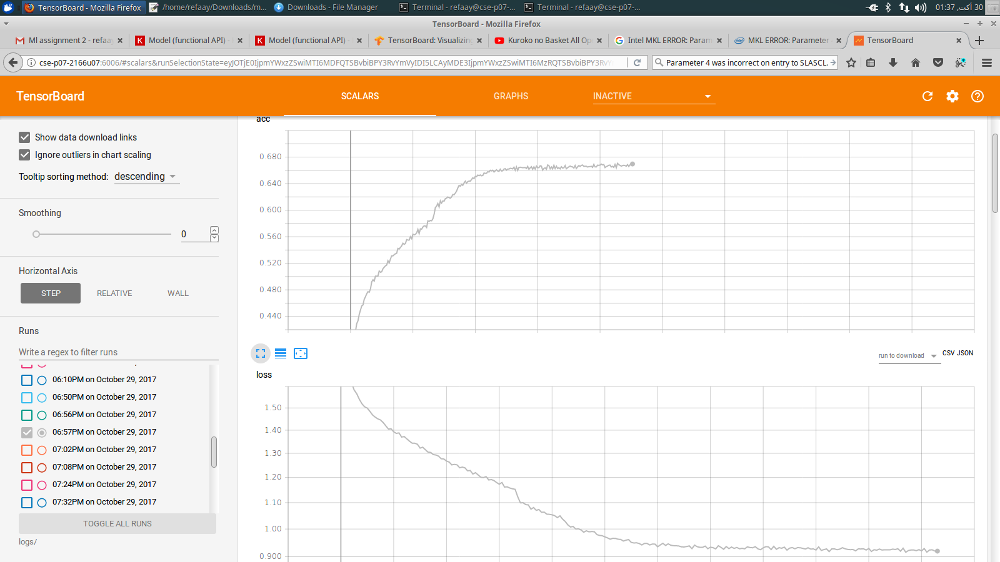 TensorBoard - Mozilla Firefox
/home/refaay/Downloads/m...
Downloads - File Manager
Terminal - refaay@cse-p07-...
Terminal - refaay@cse-p07-...
30 أكت, 01:37
TensorBoard - Mozilla Firefox
Ml assignment 2 - refaa
Model (functional API) -
Model (functional API) -
TensorBoard: Visualizing
Kuroko no Basket All Op
Intel MKL ERROR: Param
MKL ERROR: Parameter
TensorBoard
cse-p07-2166u07:6006/#scalars&runSelectionState=eyJOTjE0IjpmYWxzZSwiMTI6MDFQTSBvbiBPY3RvYmVyIDI5LCAyMDE3IjpmYWxzZSwiMTI6MzRQTSBvbiBPY3RvY
Parameter 4 was incorrect on entry to SLASCL.
TensorBoard
SCALARS
GRAPHS
INACTIVE
Show data download links
Ignore outliers in chart scaling
Tooltip sorting method: descending
Smoothing
0
Horizontal Axis
STEP RELATIVE WALL
Runs
Write a regex to filter runs
06:10PM on October 29, 2017
06:50PM on October 29, 2017
06:56PM on October 29, 2017
06:57PM on October 29, 2017
07:02PM on October 29, 2017
07:08PM on October 29, 2017
07:24PM on October 29, 2017
07:32PM on October 29, 2017
TOGGLE ALL RUNS
logs/
acc
0.680
0.640
0.600
0.560
0.520
0.480
0.440
run to download
CSV JSON
loss
1.50
1.40
1.30
1.20
1.10
1.00
0.900